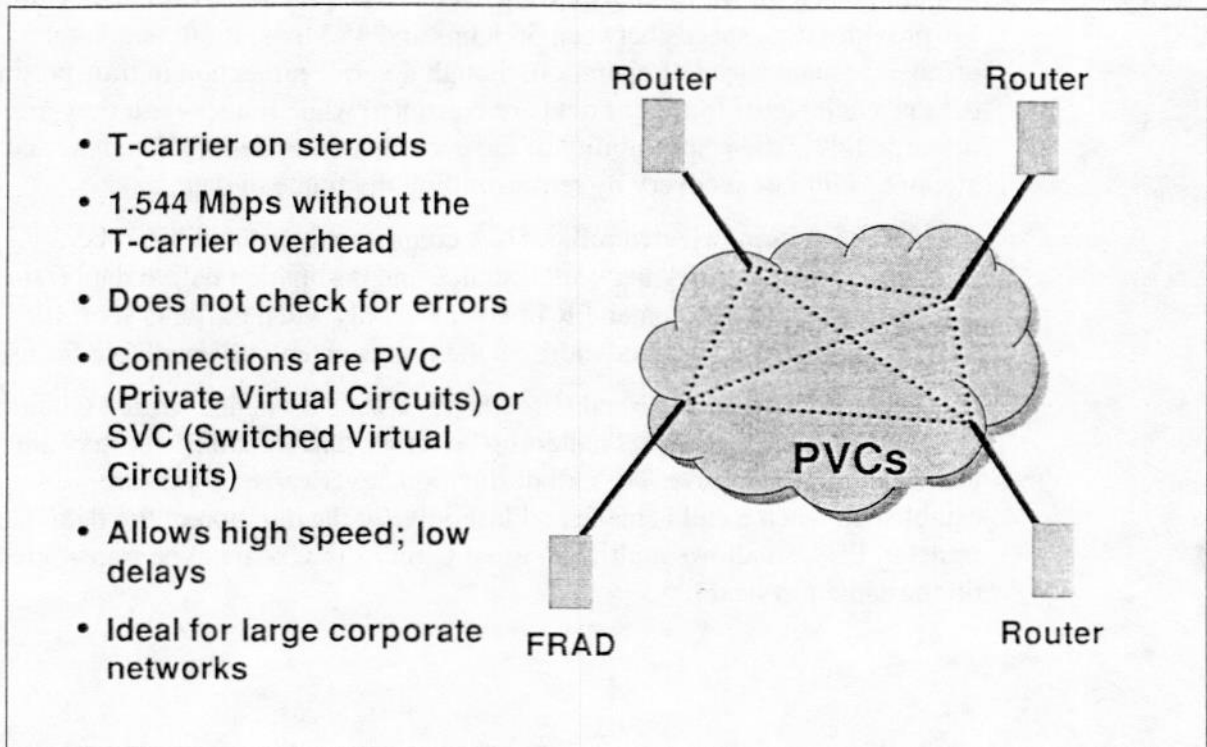 Router
Router
• T-carrier on steroids
• 1.544 Mbps without the
T-carrier overhead
• Does not check for errors
• Connections are PVC
(Private Virtual Circuits) or
SVC (Switched Virtual
Circuits)
• Allows high speed; low
delays
• Ideal for large corporate
networks
PVCs
FRAD
Router